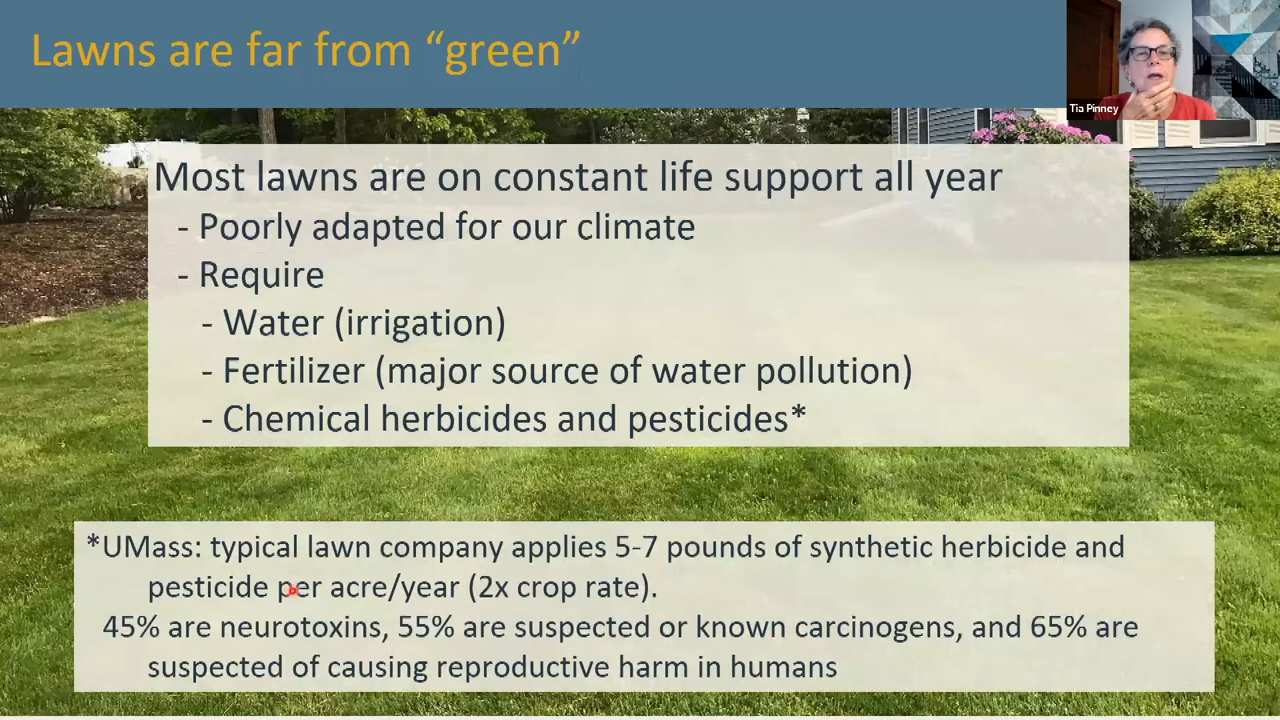 Lawns are far from “green”
Tia Pinney
Most lawns are on constant life support all year
- Poorly adapted for our climate
- Require
- Water (irrigation)
- Fertilizer (major source of water pollution)
- Chemical herbicides and pesticides*
*UMass: typical lawn company applies 5-7 pounds of synthetic herbicide and
pesticide per acre/year (2x crop rate).
45% are neurotoxins, 55% are suspected or known carcinogens, and 65% are
suspected of causing reproductive harm in humans